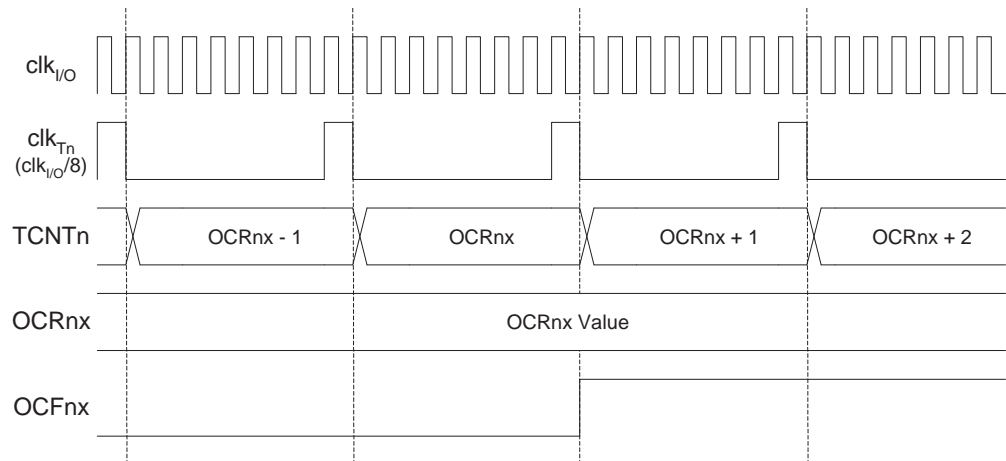 clkI/O
clkTn
(clkI/O/8)
TCNTn
OCRnx - 1
OCRnx
OCRnx + 1
OCRnx + 2
OCRnx
OCRnx Value
OCFnx